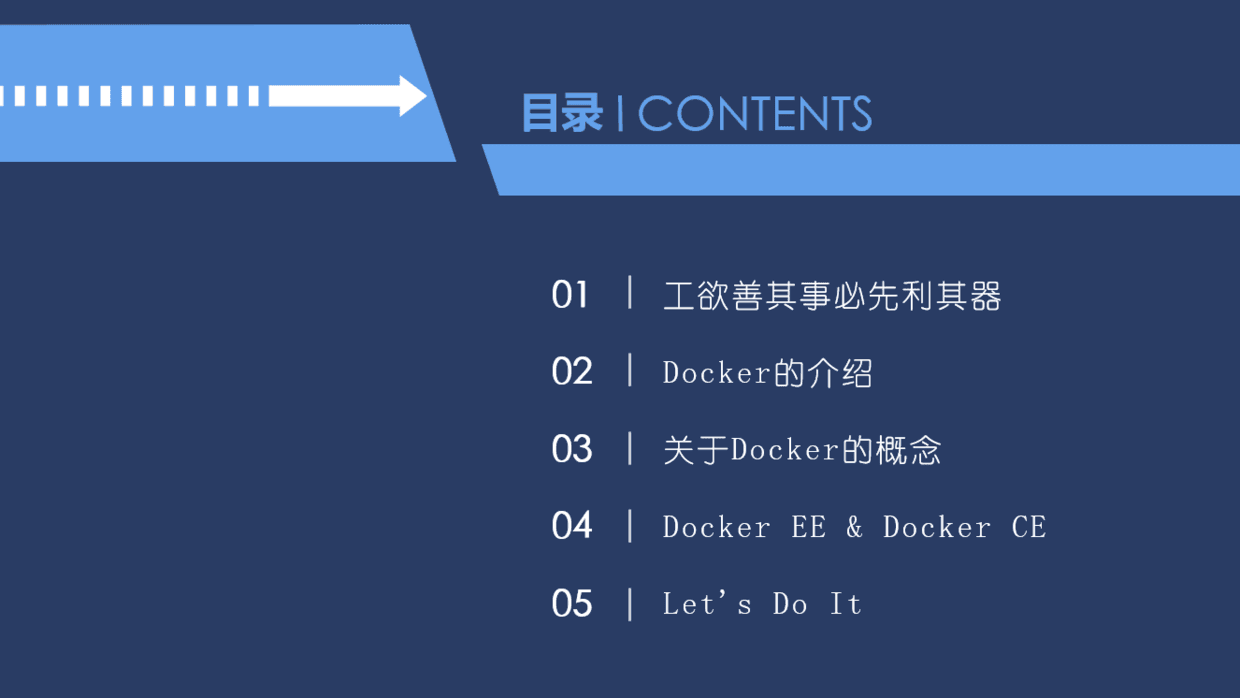 目录 | CONTENTS
01 | 工欲善其事必先利其器
02 | Docker的介绍
03 | 关于Docker的概念
04 | Docker EE & Docker CE
05 | Let's Do It